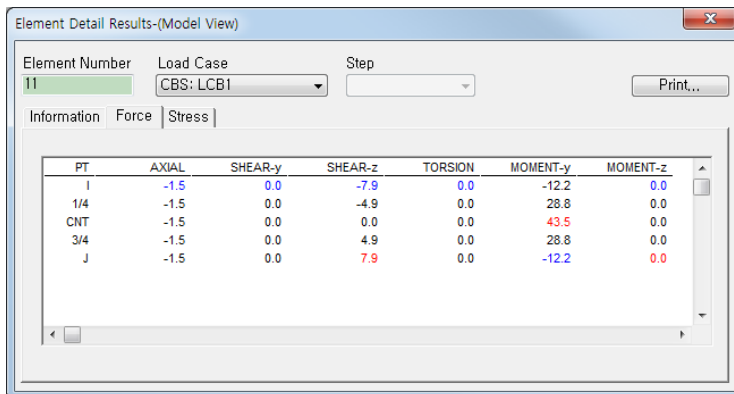 Element Detail Results-(Model View)
Element Number Load Case Step
11 CBS: LCB1 Print,,,
Information Force Stress
PT AXIAL SHEAR-y SHEAR-z TORSION MOMENT-y MOMENT-z
I -1.5 0.0 -7.9 0.0 -12.2 0.0
1/4 -1.5 0.0 -4.9 0.0 28.8 0.0
CNT -1.5 0.0 0.0 0.0 43.5 0.0
3/4 -1.5 0.0 4.9 0.0 28.8 0.0
J -1.5 0.0 7.9 0.0 -12.2 0.0